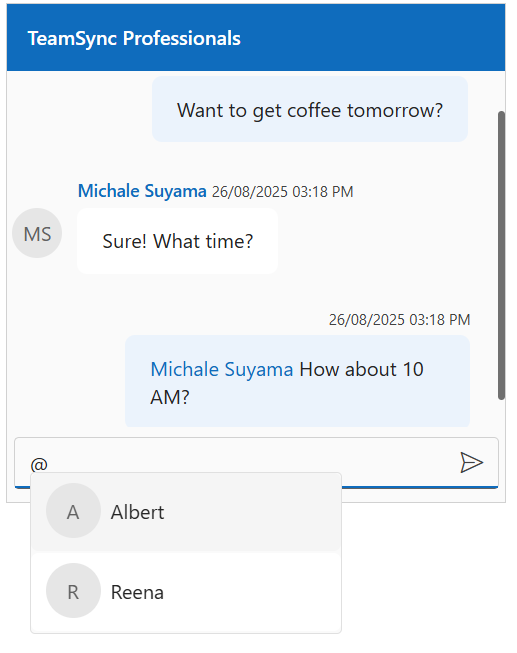 TeamSync Professionals
Want to get coffee tomorrow?
Michale Suyama 26/08/2025 03:18 PM
MS
Sure! What time?
26/08/2025 03:18 PM
Michale Suyama How about 10
AM?
@
A Albert
R Reena